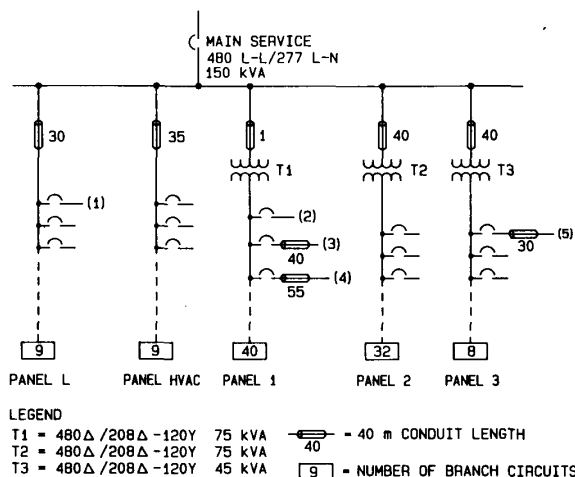 MAIN SERVICE
480 L-L/277 L-N
150 kVA
30
35
1
40
40
T1
T2
T3
(1)
(2)
(3)
40
(4)
55
(5)
30
9
9
40
32
8
PANEL L
PANEL HVAC
PANEL 1
PANEL 2
PANEL 3
LEGEND
T1 = 480Δ/208Δ-120Y 75 kVA
T2 = 480Δ/208Δ-120Y 75 kVA
T3 = 480Δ/208Δ-120Y 45 kVA
40 = 40 m CONDUIT LENGTH
9 = NUMBER OF BRANCH CIRCUITS